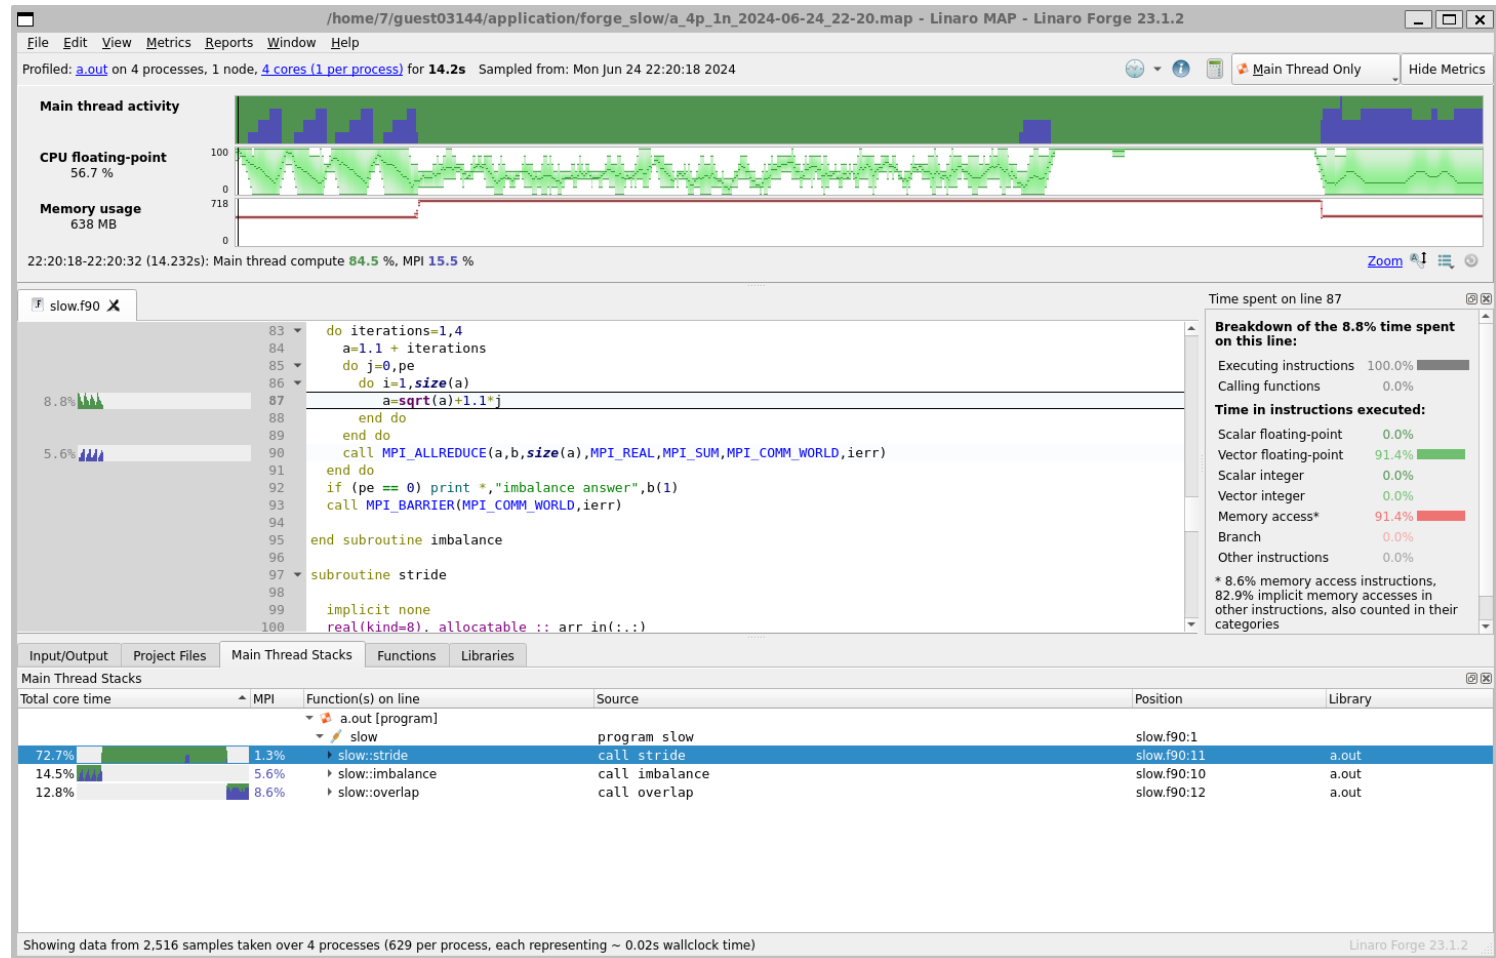 /home/7/guest03144/application/forge_slow/a_4p_1n_2024-06-24_22-20.map - Linaro MAP - Linaro Forge 23.1.2
File Edit View Metrics Reports Window Help
Profiled: a.out on 4 processes, 1 node, 4 cores (1 per process) for 14.2s Sampled from: Mon Jun 24 22:20:18 2024
Main Thread Only
Hide Metrics
Main thread activity
CPU floating-point
56.7 %
100
0
Memory usage
638 MB
718
0
22:20:18-22:20:32 (14.232s): Main thread compute 84.5 %, MPI 15.5 %
Zoom
slow.f90
83 do iterations=1,4
84 a=1.1 + iterations
85 do j=0,pe
86 do i=1,size(a)
8.8% 87 a=sqrt(a)+1.1*j
88 end do
89 end do
5.6% 90 call MPI_ALLREDUCE(a,b,size(a),MPI_REAL,MPI_SUM,MPI_COMM_WORLD,ierr)
91 end do
92 if (pe == 0) print *,"imbalance answer",b(1)
93 call MPI_BARRIER(MPI_COMM_WORLD,ierr)
94
95 end subroutine imbalance
96
97 subroutine stride
98
99 implicit none
100 real(kind=8), allocatable :: arr_in(:,:)
Time spent on line 87
Breakdown of the 8.8% time spent
on this line:
Executing instructions 100.0%
Calling functions 0.0%
Time in instructions executed:
Scalar floating-point 0.0%
Vector floating-point 91.4%
Scalar integer 0.0%
Vector integer 0.0%
Memory access* 91.4%
Branch 0.0%
Other instructions 0.0%
* 8.6% memory access instructions,
82.9% implicit memory accesses in
other instructions, also counted in their
categories
Input/Output Project Files Main Thread Stacks Functions Libraries
Main Thread Stacks
Total core time MPI Function(s) on line Source Position Library
a.out [program]
slow program slow slow.f90:1
72.7% 1.3% slow::stride call stride slow.f90:11 a.out
14.5% 5.6% slow::imbalance call imbalance slow.f90:10 a.out
12.8% 8.6% slow::overlap call overlap slow.f90:12 a.out
Showing data from 2,516 samples taken over 4 processes (629 per process, each representing ~ 0.02s wallclock time)
Linaro Forge 23.1.2